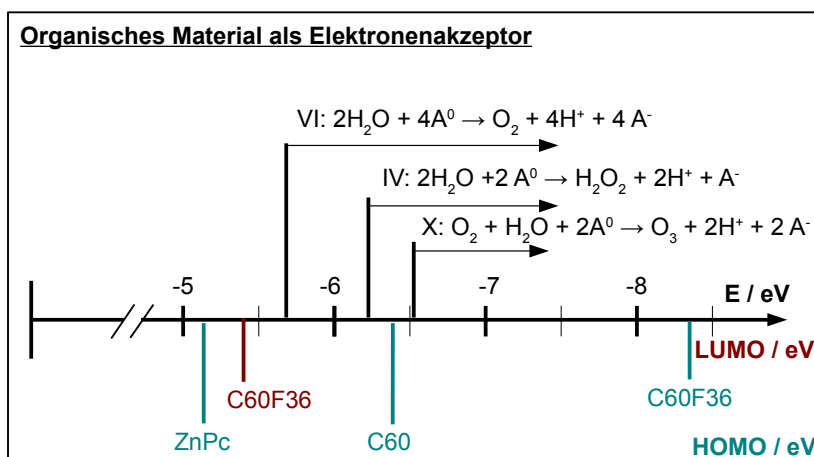 Organisches Material als Elektronenakzeptor
VI: 2H₂O + 4A⁰ → O₂ + 4H⁺ + 4 A⁻
IV: 2H₂O +2 A⁰ → H₂O₂ + 2H⁺ + A⁻
X: O₂ + H₂O + 2A⁰ → O₃ + 2H⁺ + 2 A⁻
-5 -6 -7 -8 E / eV
LUMO / eV
C60F36 C60F36
ZnPc C60 HOMO / eV